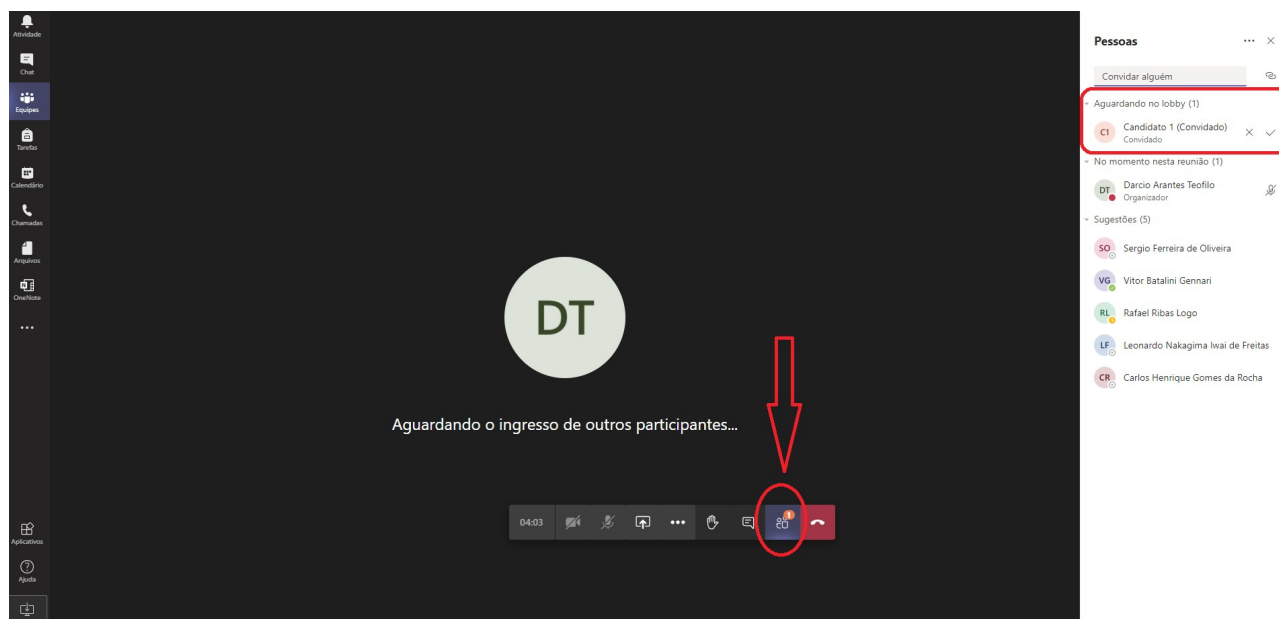 Atividade
Chat
Equipes
Tarefas
Calendário
Chamadas
Arquivos
OneNote
Aplicativos
Ajuda
DT
Aguardando o ingresso de outros participantes...
04:03
1
Pessoas
Convidar alguém
Aguardando no lobby (1)
C1 Candidato 1 (Convidado)
Convidado
No momento nesta reunião (1)
DT Darcio Arantes Teofilo
Organizador
Sugestões (5)
SO Sergio Ferreira de Oliveira
VG Vitor Batalini Gennari
RL Rafael Ribas Logo
LF Leonardo Nakagima Iwai de Freitas
CR Carlos Henrique Gomes da Rocha